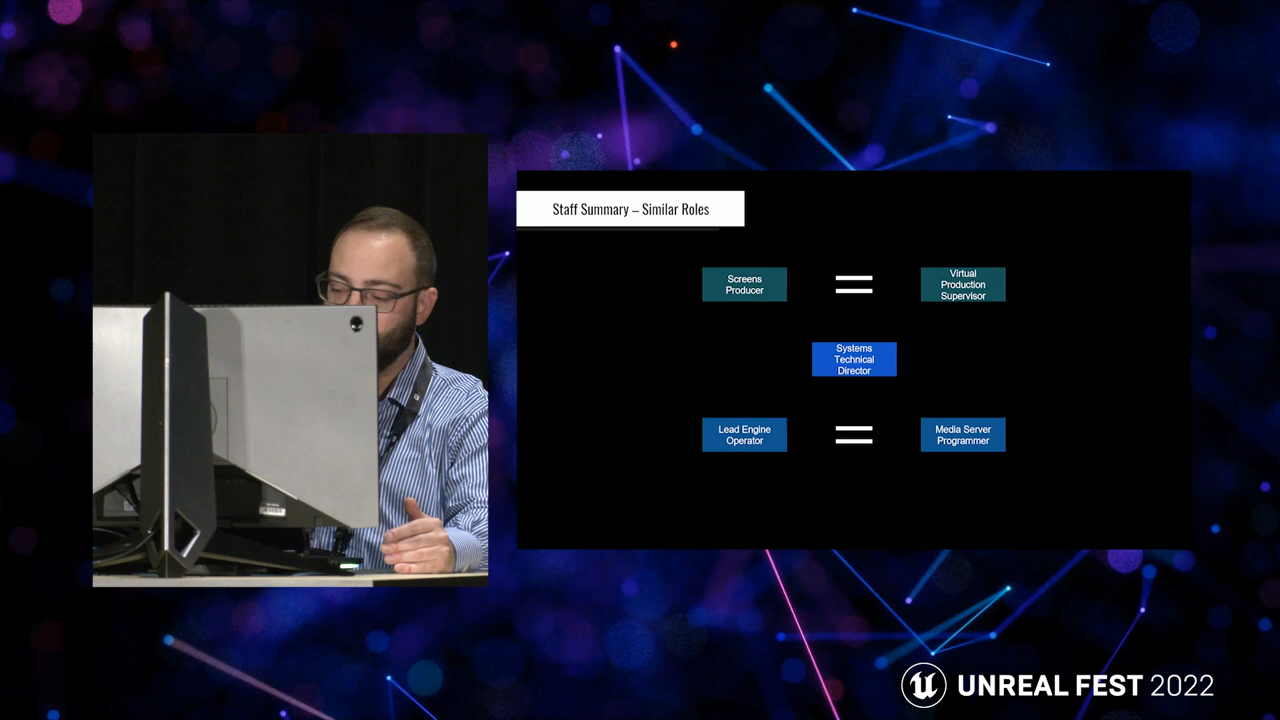 Staff Summary – Similar Roles
Screens
Producer
Virtual
Production
Supervisor
Systems
Technical
Director
Lead Engine
Operator
Media Server
Programmer
UNREAL FEST 2022